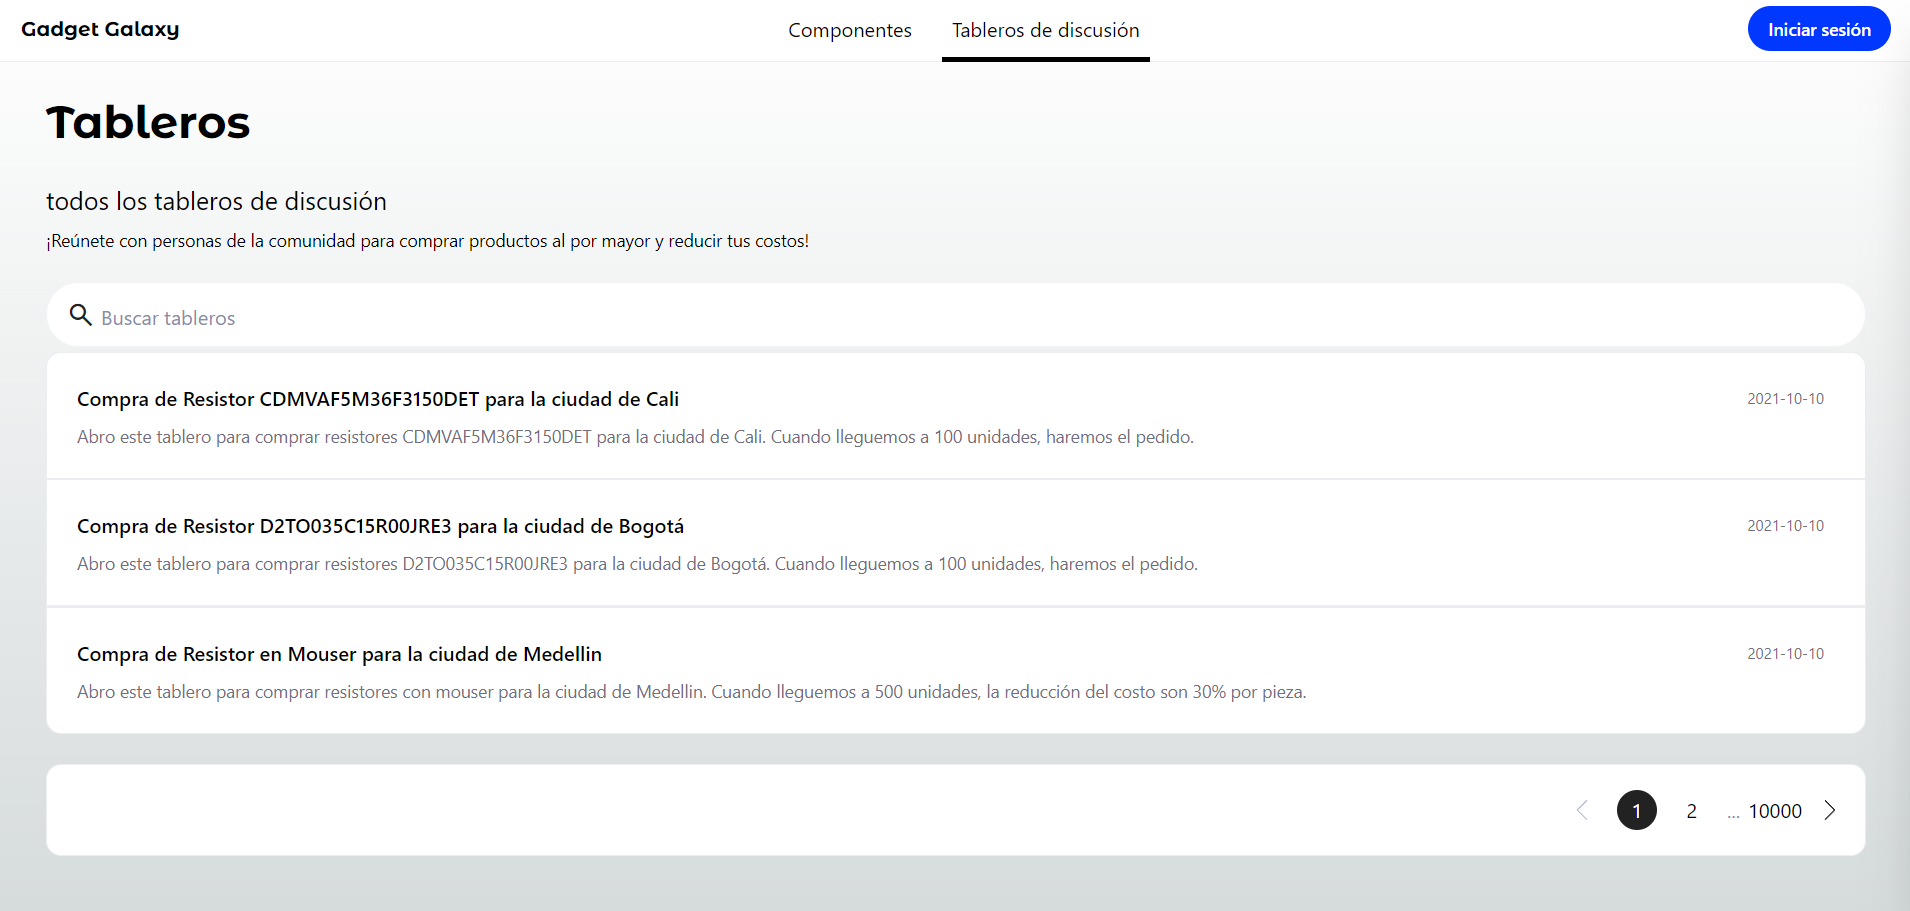 Gadget Galaxy
Componentes
Tableros de discusión
Iniciar sesión
Tableros
todos los tableros de discusión
¡Reúnete con personas de la comunidad para comprar productos al por mayor y reducir tus costos!
Buscar tableros
Compra de Resistor CDMVAF5M36F3150DET para la ciudad de Cali
2021-10-10
Abro este tablero para comprar resistores CDMVAF5M36F3150DET para la ciudad de Cali. Cuando lleguemos a 100 unidades, haremos el pedido.
Compra de Resistor D2TO035C15R00JRE3 para la ciudad de Bogotá
2021-10-10
Abro este tablero para comprar resistores D2TO035C15R00JRE3 para la ciudad de Bogotá. Cuando lleguemos a 100 unidades, haremos el pedido.
Compra de Resistor en Mouser para la ciudad de Medellin
2021-10-10
Abro este tablero para comprar resistores con mouser para la ciudad de Medellin. Cuando lleguemos a 500 unidades, la reducción del costo son 30% por pieza.
1 2 ... 10000